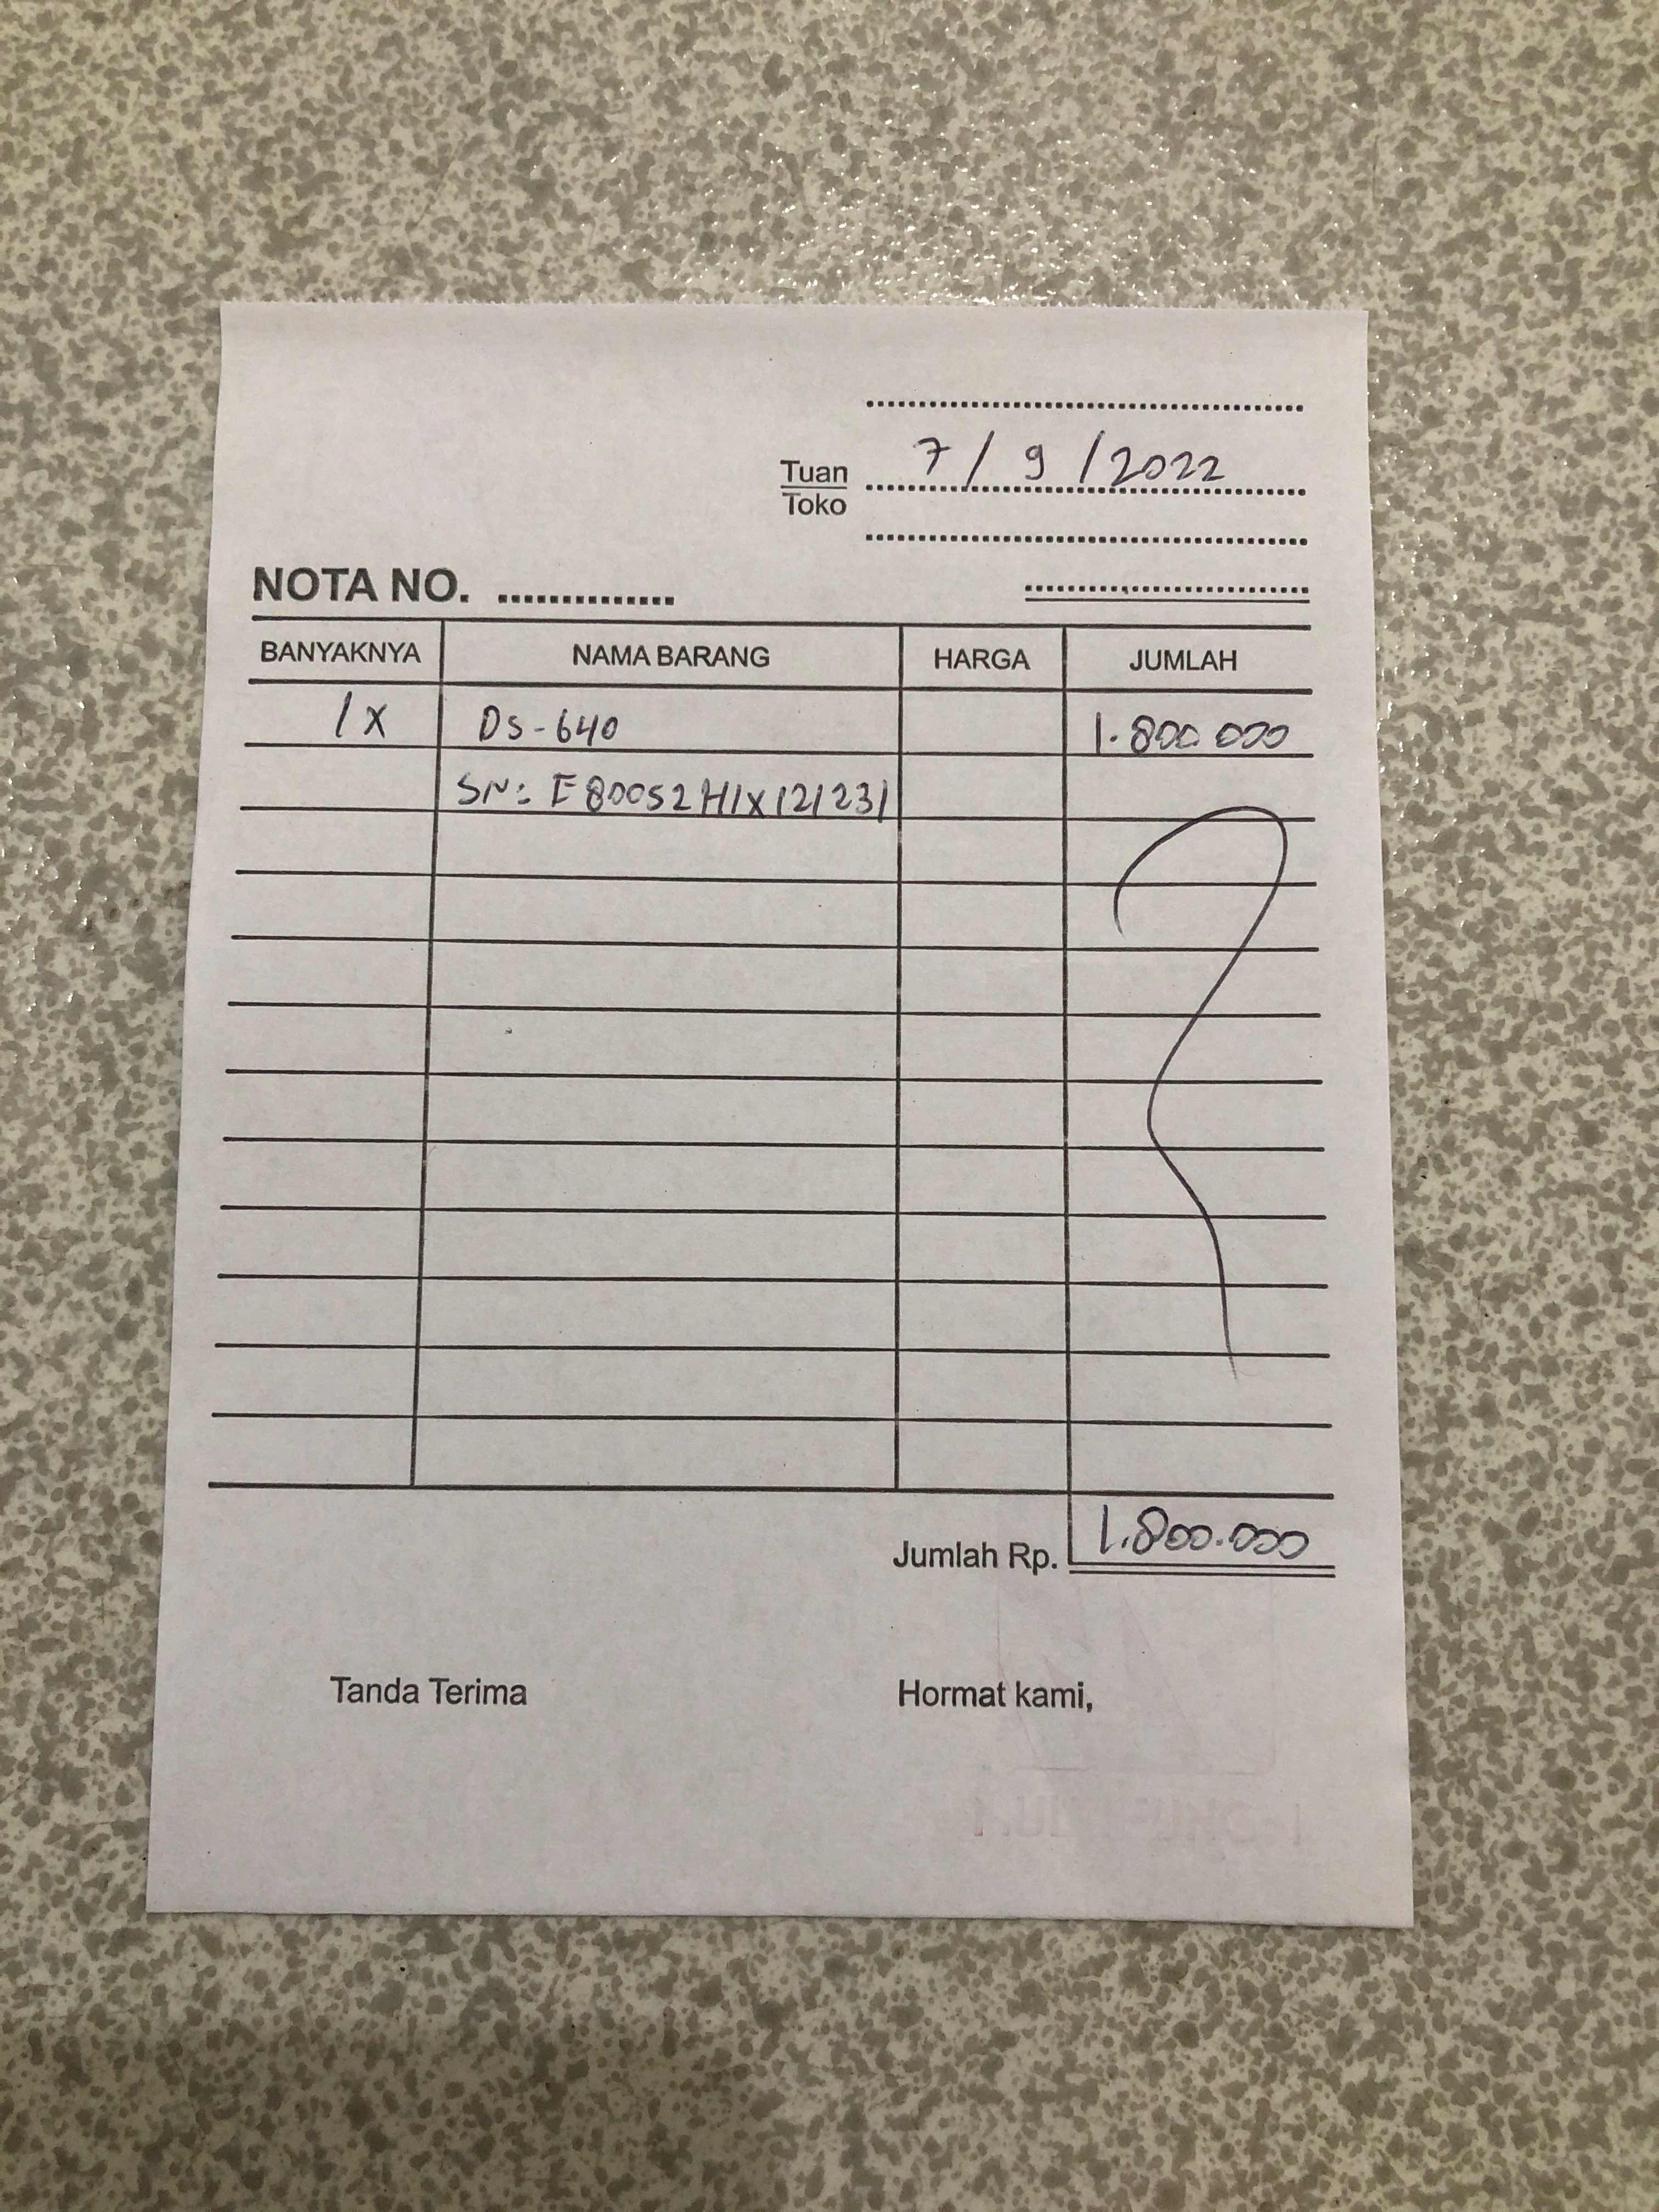 7/9/2022
Tuan
Toko
NOTA NO. ..............
BANYAKNYA NAMA BARANG HARGA JUMLAH
1x DS-640 1.800.000
SN: E80052H1X121231
Jumlah Rp. 1.800.000
Tanda Terima Hormat kami,